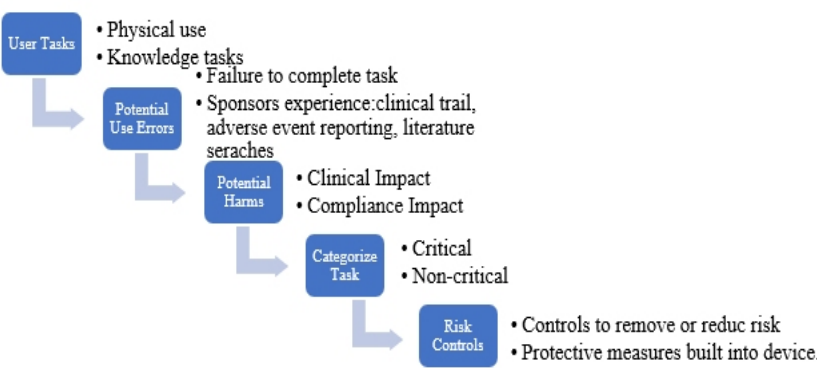 User Tasks
• Physical use
• Knowledge tasks
Potential
Use Errors
• Failure to complete task
• Sponsors experience:clinical trail,
adverse event reporting, literature
seraches
Potential
Harms
• Clinical Impact
• Compliance Impact
Categorize
Task
• Critical
• Non-critical
Risk
Controls
• Controls to remove or reduc risk
• Protective measures built into device.